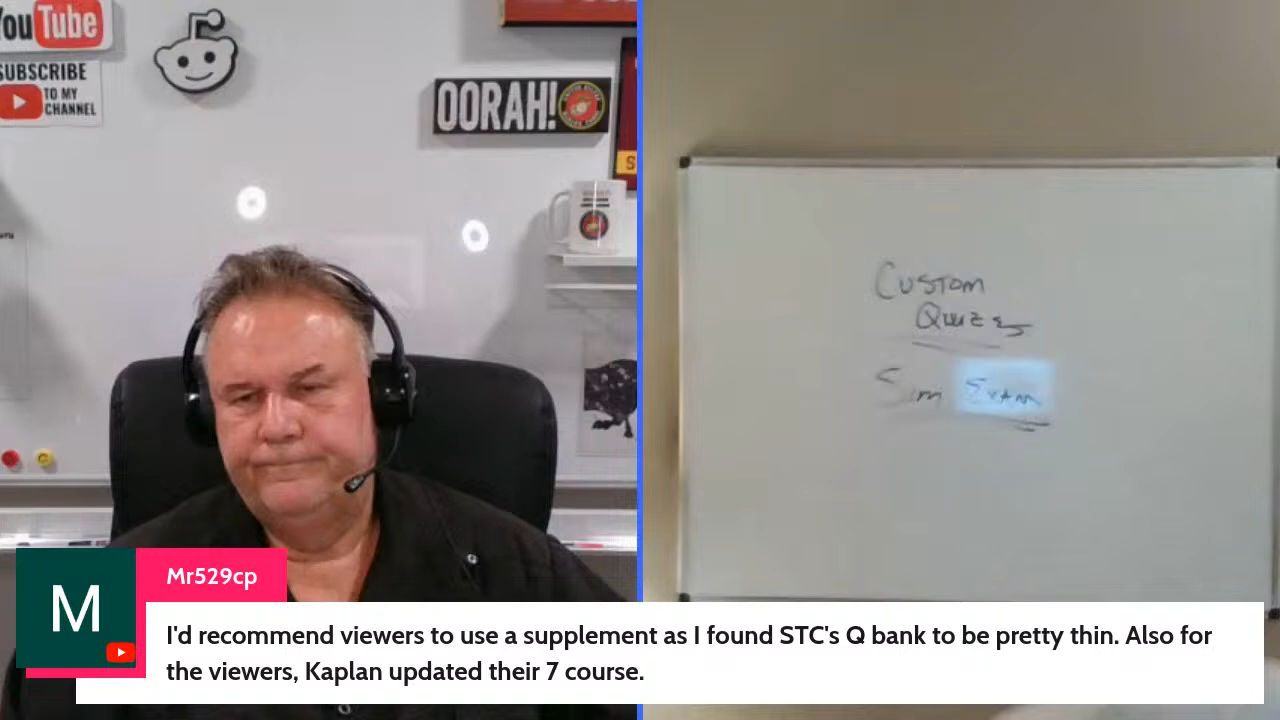 YouTube
SUBSCRIBE
TO MY
CHANNEL
OORAH!
S
CUSTOM
QUIZES
Sim EXAM
M
Mr529cp
I'd recommend viewers to use a supplement as I found STC's Q bank to be pretty thin. Also for
the viewers, Kaplan updated their 7 course.